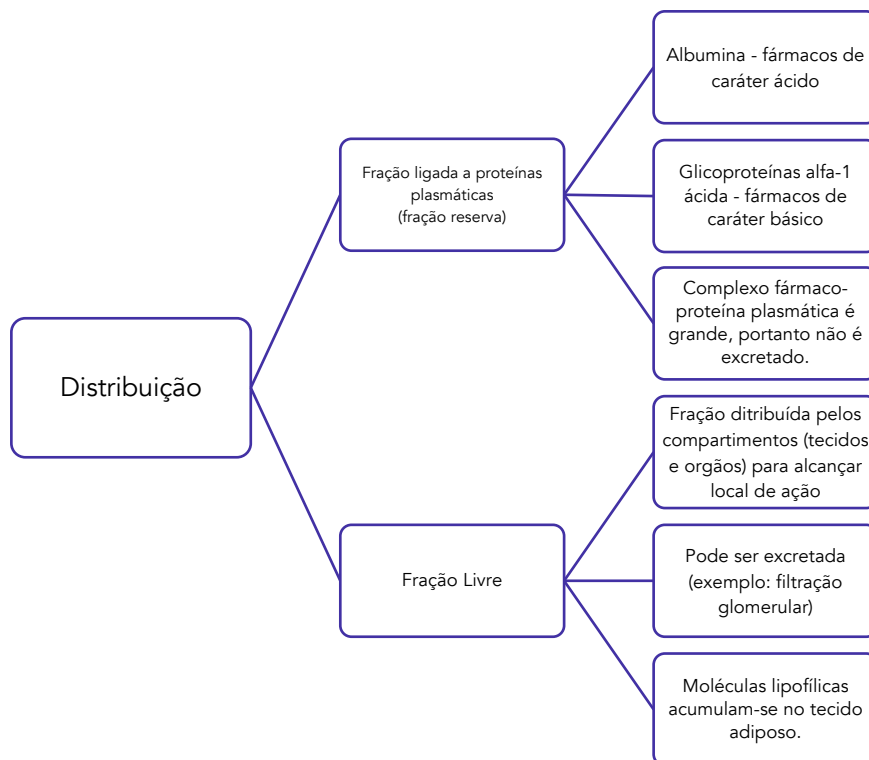 Distribuição
Fração ligada a proteínas
plasmáticas
(fração reserva)
Albumina - fármacos de
caráter ácido
Glicoproteínas alfa-1
ácida - fármacos de
caráter básico
Complexo fármaco-
proteína plasmática é
grande, portanto não é
excretado.
Fração Livre
Fração ditribuída pelos
compartimentos (tecidos
e orgãos) para alcançar
local de ação
Pode ser excretada
(exemplo: filtração
glomerular)
Moléculas lipofílicas
acumulam-se no tecido
adiposo.